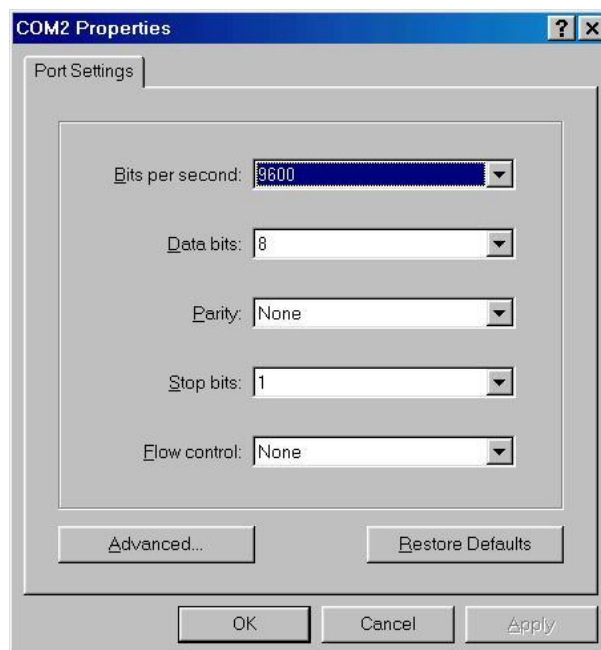 COM2 Properties
Port Settings
Bits per second: 9600
Data bits: 8
Parity: None
Stop bits: 1
Flow control: None
Advanced... Restore Defaults
OK Cancel Apply